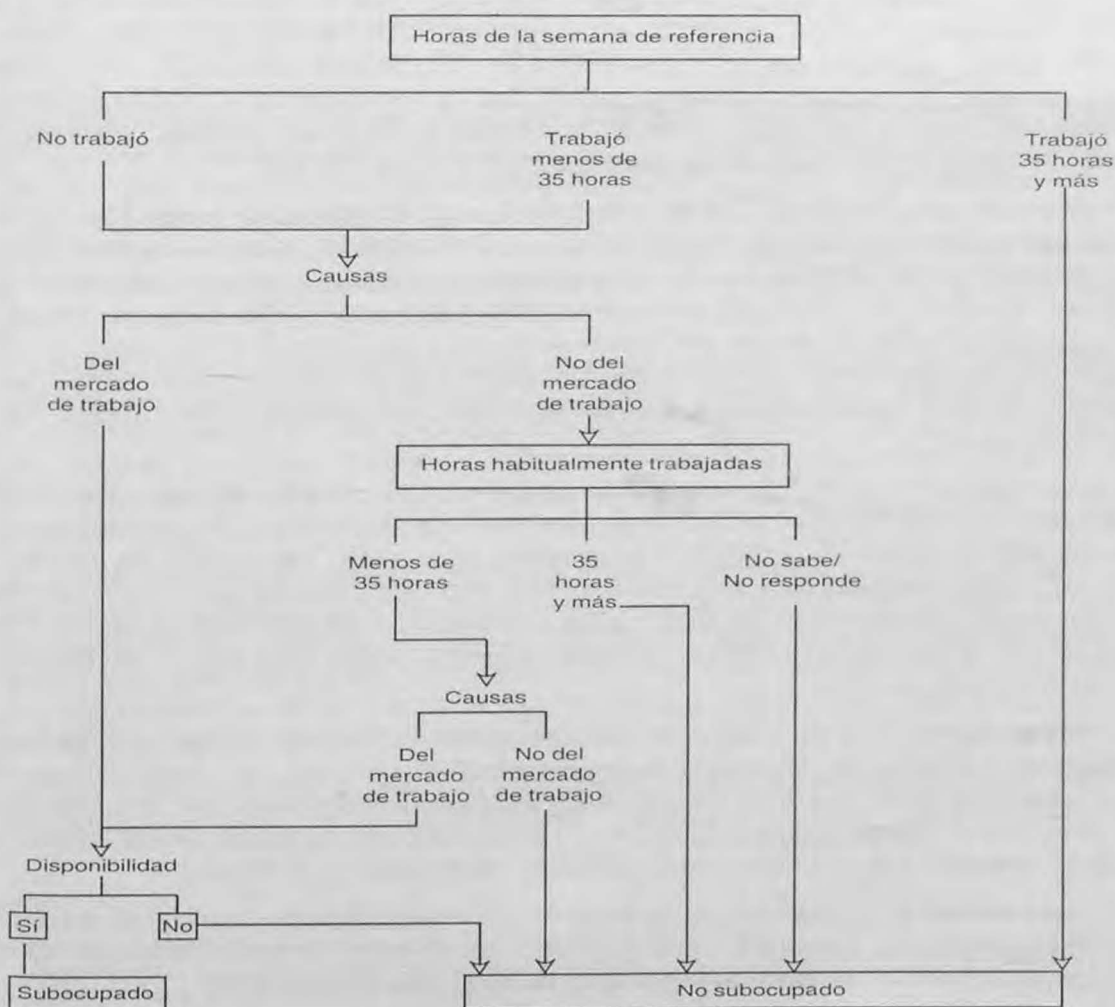 Horas de la semana de referencia
No trabajó
Trabajó
menos de
35 horas
Trabajó
35 horas
y más
Causas
Del
mercado
de trabajo
No del
mercado
de trabajo
Horas habitualmente trabajadas
Menos de
35 horas
35
horas
y más
No sabe/
No responde
Causas
Del
mercado
de trabajo
No del
mercado
de trabajo
Disponibilidad
Sí
No
Subocupado
No subocupado